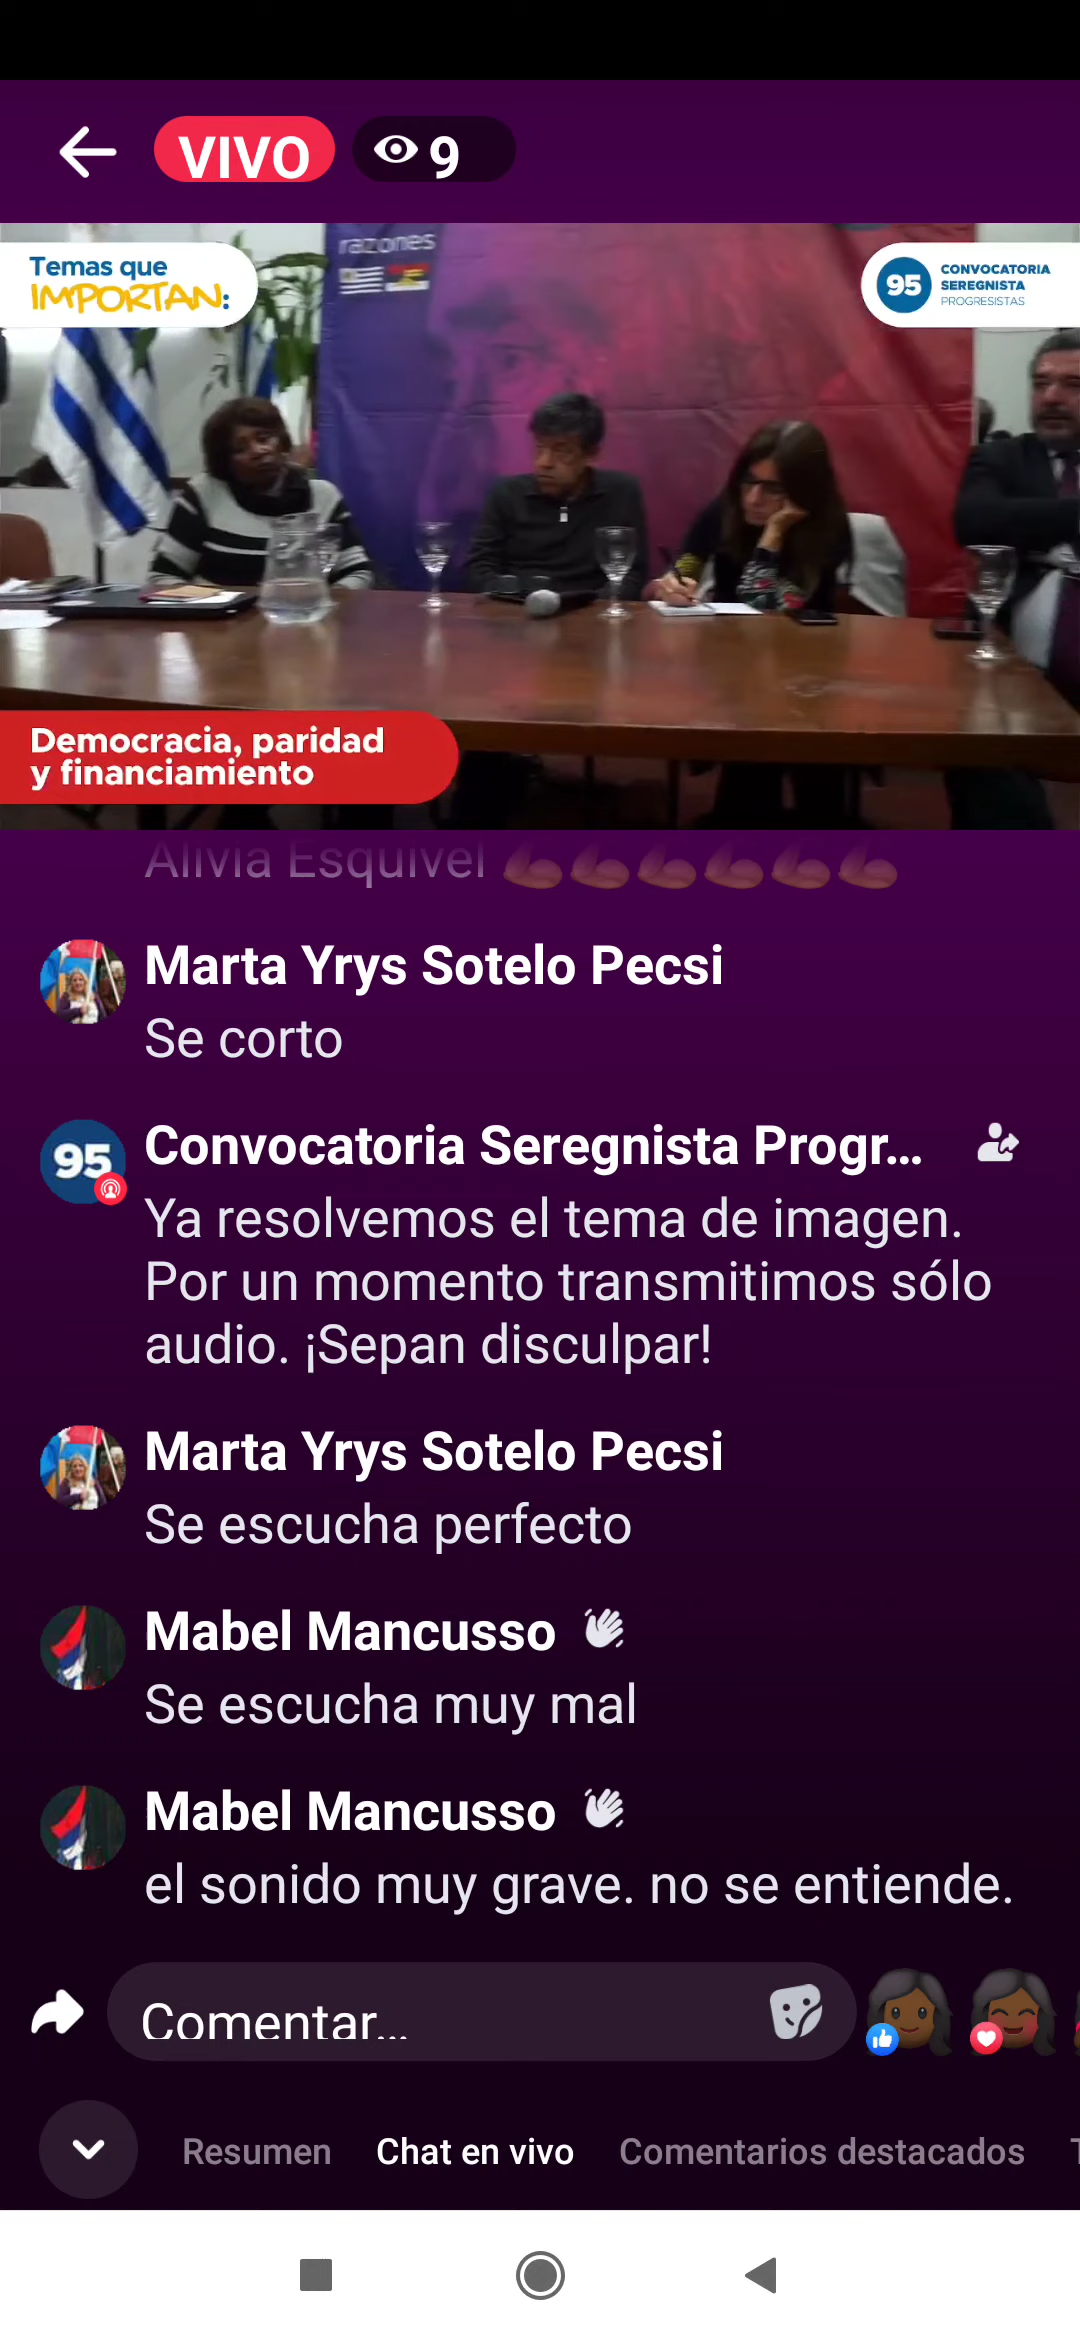 VIVO
9
razones
Temas que
IMPORTAN:
95
CONVOCATORIA
SEREGNISTA
PROGRESISTAS
Democracia, paridad
y financiamiento
Alivia Esquivel
Marta Yrys Sotelo Pecsi
Se corto
95
Convocatoria Seregnista Progr...
Ya resolvemos el tema de imagen.
Por un momento transmitimos sólo
audio. ¡Sepan disculpar!
Marta Yrys Sotelo Pecsi
Se escucha perfecto
Mabel Mancusso
Se escucha muy mal
Mabel Mancusso
el sonido muy grave. no se entiende.
Comentar...
Resumen
Chat en vivo
Comentarios destacados